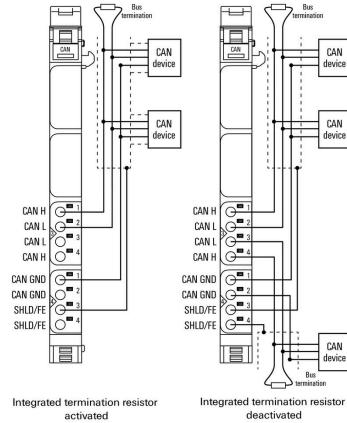 Bus
termination
CAN
CAN
device
CAN
device
CAN H
1
CAN L
2
CAN L
3
CAN H
4
CAN GND
1
CAN GND
2
SHLD/FE
3
SHLD/FE
4
Integrated termination resistor
activated
Bus
termination
CAN
CAN
device
CAN
device
CAN H
1
CAN L
2
CAN L
3
CAN H
4
CAN GND
1
CAN GND
2
SHLD/FE
3
SHLD/FE
4
CAN
device
Bus
termination
Integrated termination resistor
deactivated